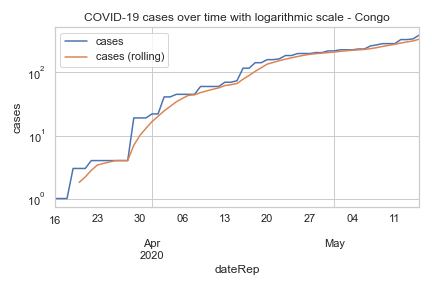 COVID-19 cases over time with logarithmic scale - Congo
cases
cases (rolling)
10²
10¹
10⁰
cases
16 23 30 06 13 20 27 04 11
Apr May
2020
dateRep